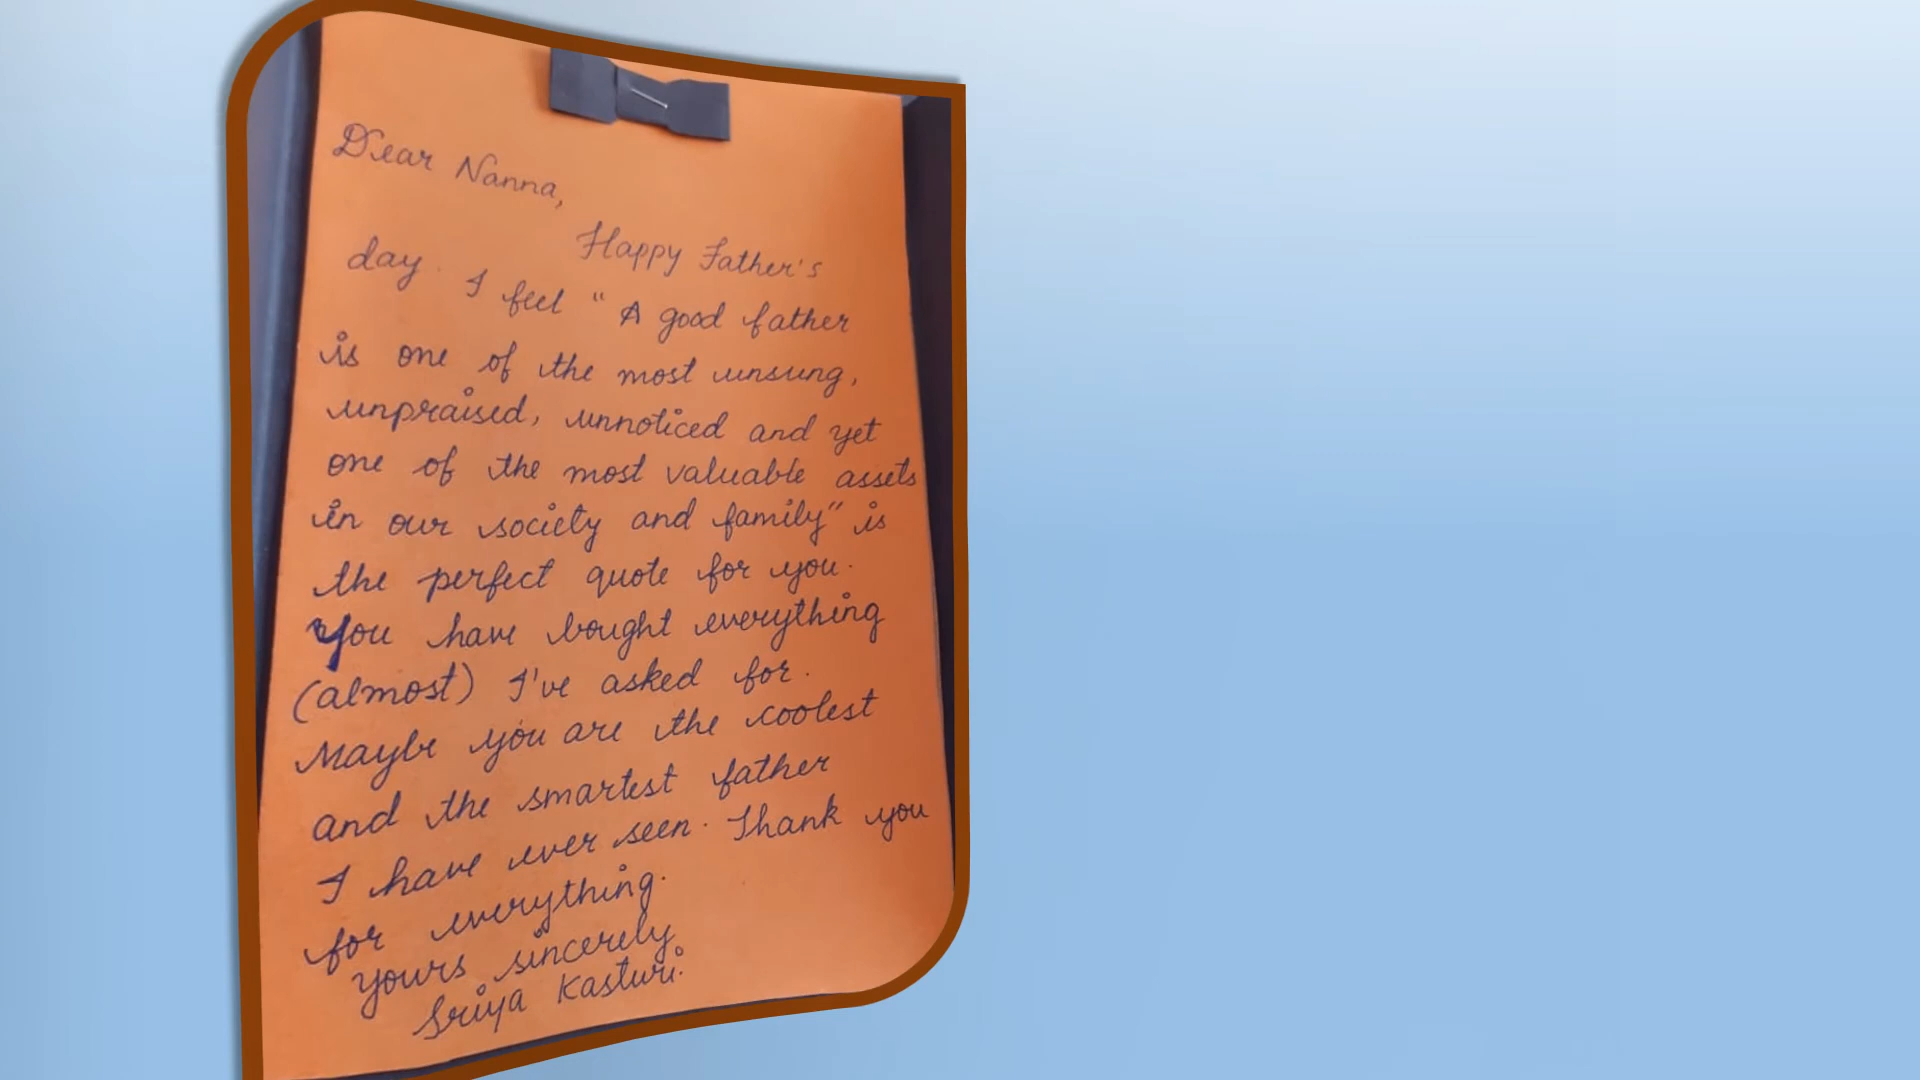 Dear Nanna,
Happy Father's
day. I feel "A good father
is one of the most unsung,
unpraised, unnoticed and yet
one of the most valuable assets
in our society and family" is
the perfect quote for you.
You have bought everything
(almost) I've asked for.
Maybe you are the coolest
and the smartest father
I have ever seen. Thank you
for everything.
Yours sincerely
Sriya Kasturi.